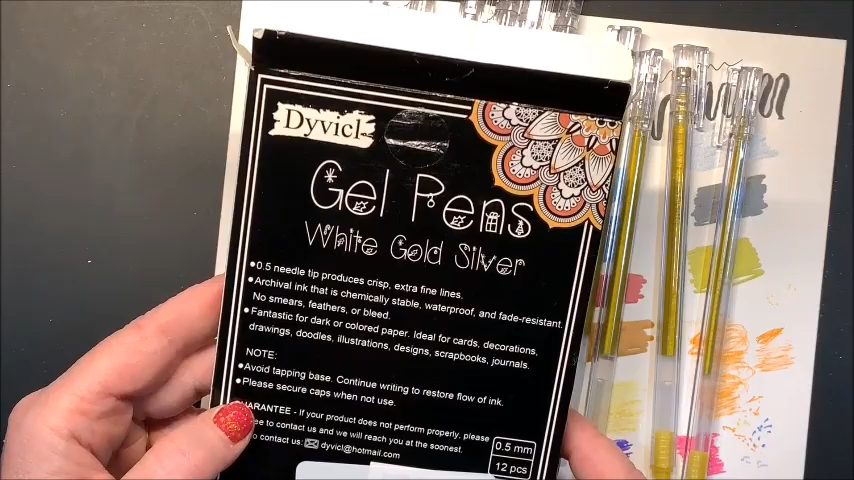 Dyvicl
Gel Pens
White Gold Silver
•0.5 needle tip produces crisp, extra fine lines.
•Archival ink that is chemically stable, waterproof, and fade-resistant.
No smears, feathers, or bleed.
•Fantastic for dark or colored paper. Ideal for cards, decorations,
drawings, doodles, illustrations, designs, scrapbooks, journals.
NOTE:
•Avoid tapping base. Continue writing to restore flow of ink.
•Please secure caps when not use.
- If your product does not perform properly, please
to contact us and we will reach you at the soonest.
to contact us: dyvicl@hotmail.com
0.5 mm
12 pcs